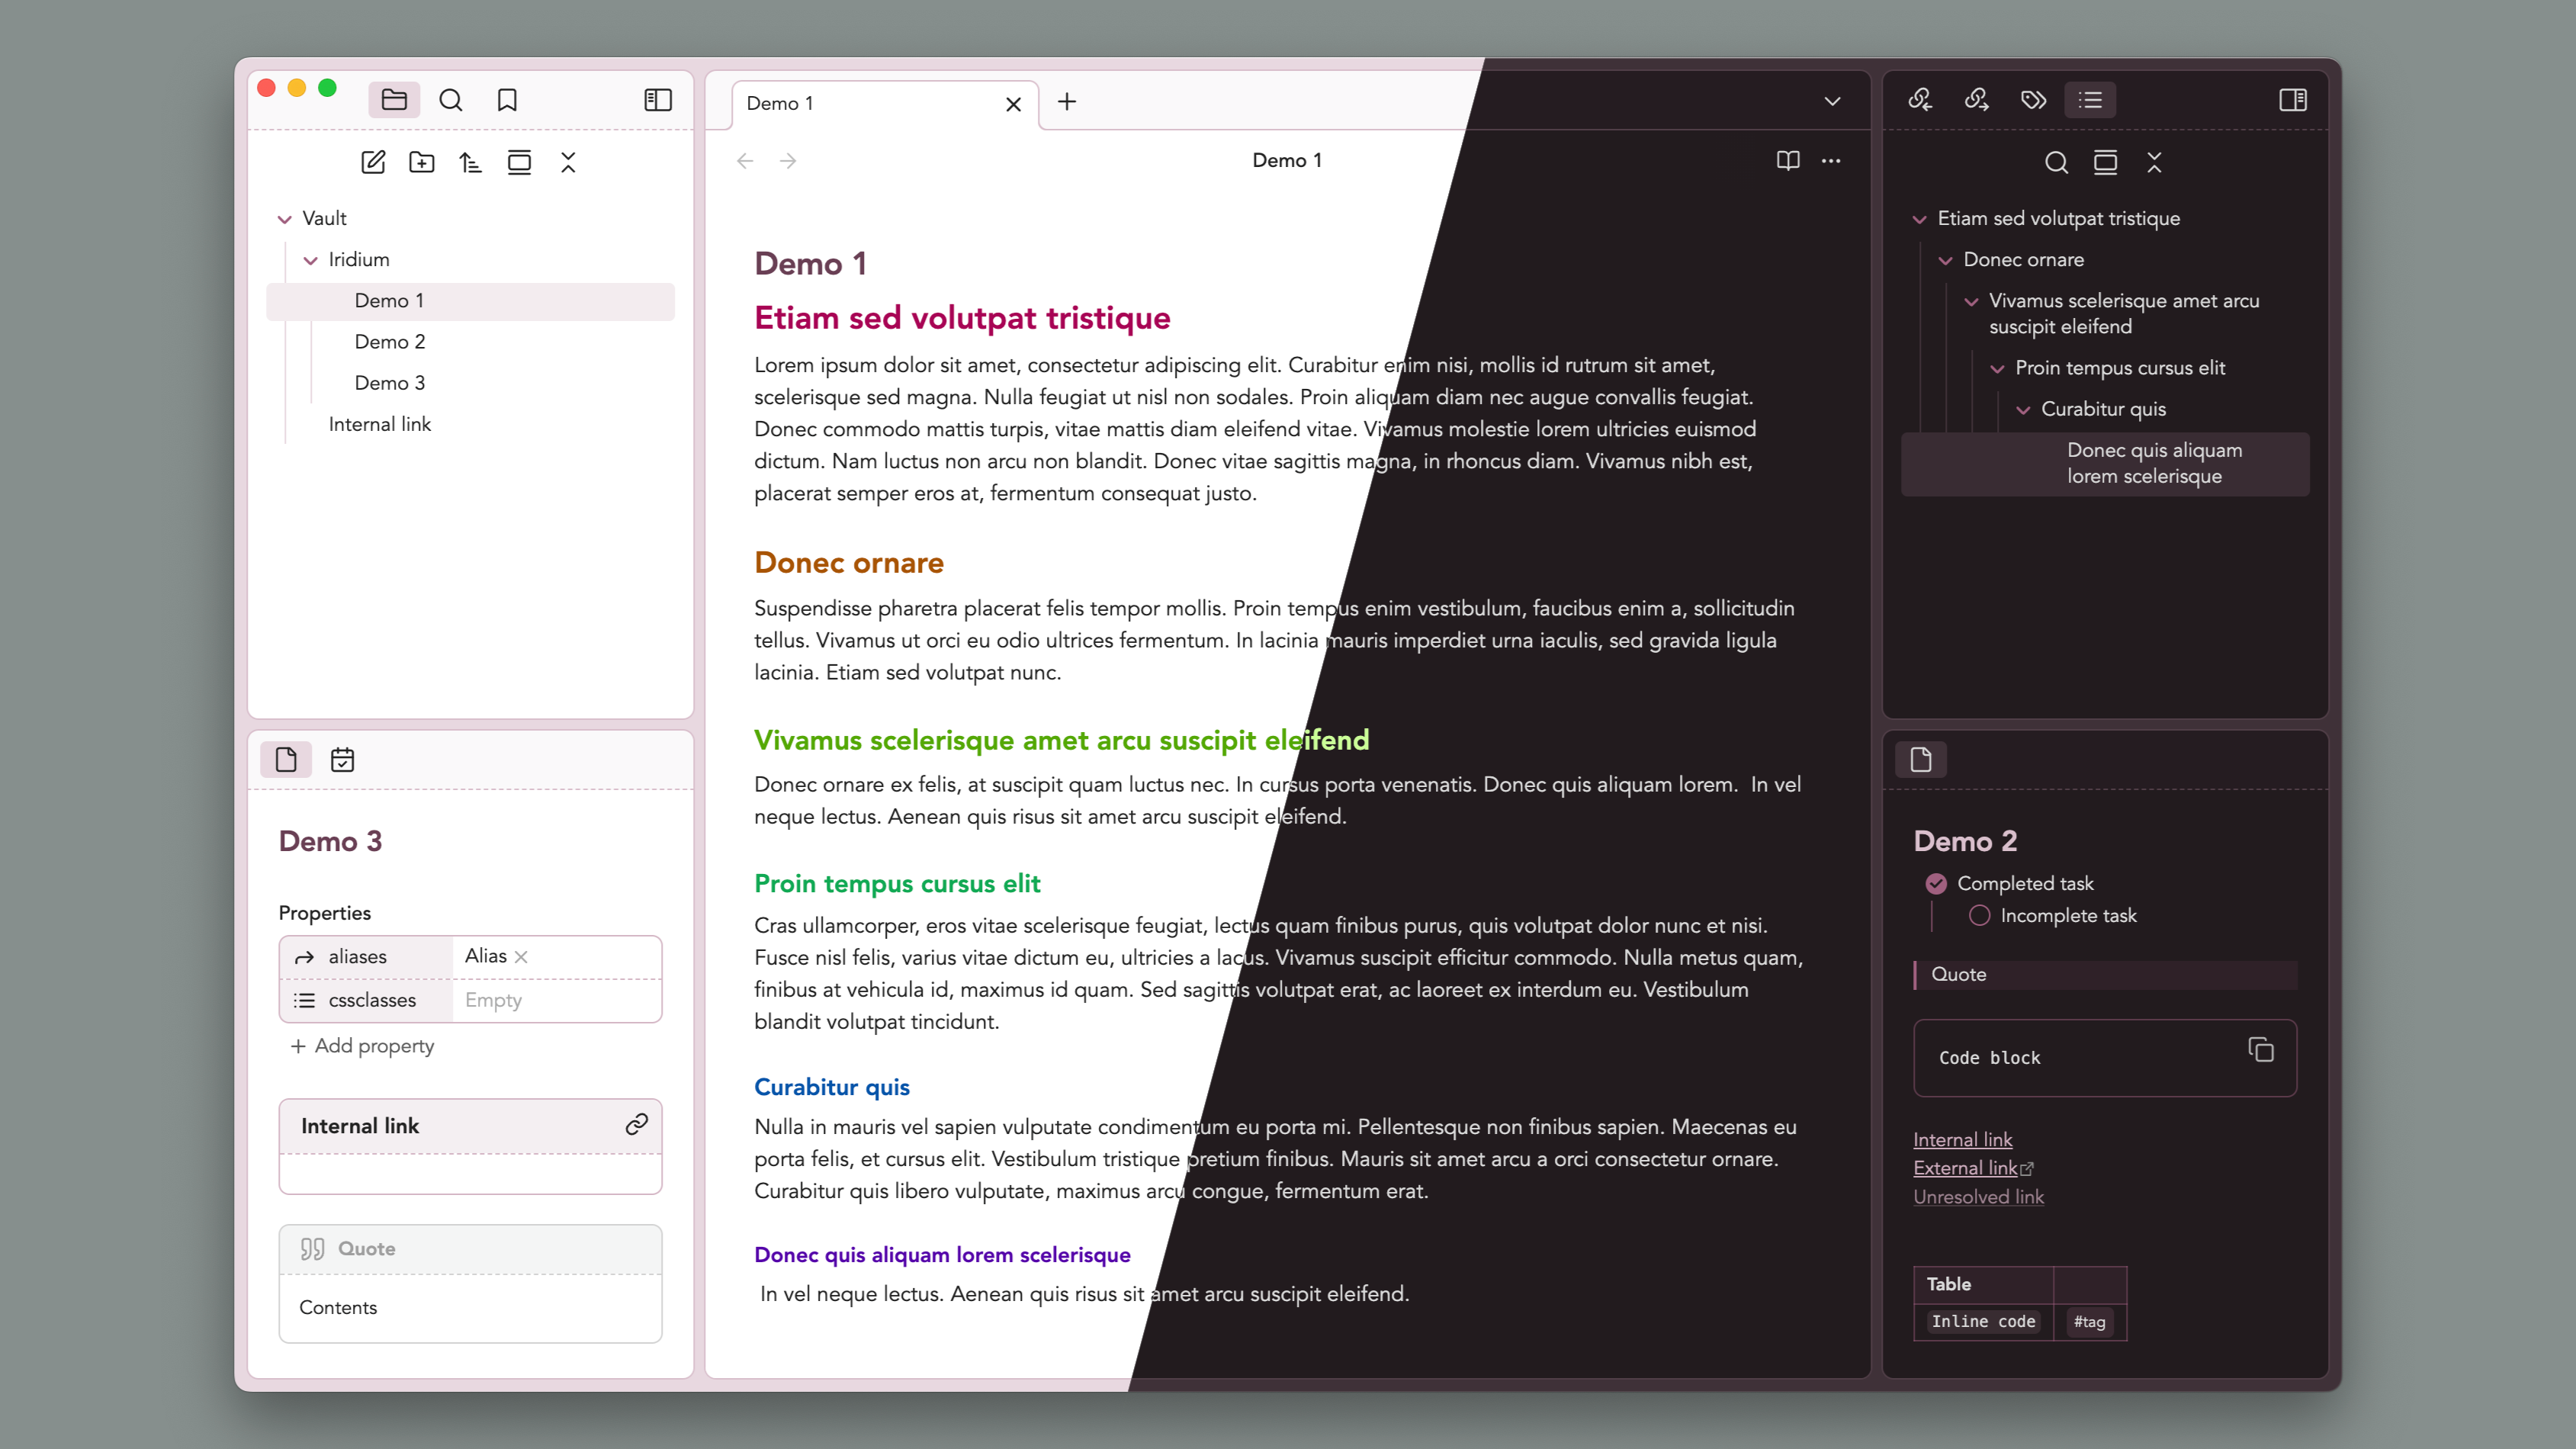 Vault
Iridium
Demo 1
Demo 2
Demo 3
Internal link
Demo 3
Properties
aliases Alias
cssclasses Empty
Add property
Internal link
Quote
Contents
Demo 1
Demo 1
Demo 1
Etiam sed volutpat tristique
Lorem ipsum dolor sit amet, consectetur adipiscing elit. Curabitur enim nisi, mollis id rutrum sit amet,
scelerisque sed magna. Nulla feugiat ut nisl non sodales. Proin aliquam diam nec augue convallis feugiat.
Donec commodo mattis turpis, vitae mattis diam eleifend vitae. Vivamus molestie lorem ultricies euismod
dictum. Nam luctus non arcu non blandit. Donec vitae sagittis magna, in rhoncus diam. Vivamus nibh est,
placerat semper eros at, fermentum consequat justo.
Donec ornare
Suspendisse pharetra placerat felis tempor mollis. Proin tempus enim vestibulum, faucibus enim a, sollicitudin
tellus. Vivamus ut orci eu odio ultrices fermentum. In lacinia mauris imperdiet urna iaculis, sed gravida ligula
lacinia. Etiam sed volutpat nunc.
Vivamus scelerisque amet arcu suscipit eleifend
Donec ornare ex felis, at suscipit quam luctus nec. In cursus porta venenatis. Donec quis aliquam lorem.  In vel
neque lectus. Aenean quis risus sit amet arcu suscipit eleifend.
Proin tempus cursus elit
Cras ullamcorper, eros vitae scelerisque feugiat, lectus quam finibus purus, quis volutpat dolor nunc et nisi.
Fusce nisl felis, varius vitae dictum eu, ultricies a lacus. Vivamus suscipit efficitur commodo. Nulla metus quam,
finibus at vehicula id, maximus id quam. Sed sagittis volutpat erat, ac laoreet ex interdum eu. Vestibulum
blandit volutpat tincidunt.
Curabitur quis
Nulla in mauris vel sapien vulputate condimentum eu porta mi. Pellentesque non finibus sapien. Maecenas eu
porta felis, et cursus elit. Vestibulum tristique pretium finibus. Mauris sit amet arcu a orci consectetur ornare.
Curabitur quis libero vulputate, maximus arcu congue, fermentum erat.
Donec quis aliquam lorem scelerisque
In vel neque lectus. Aenean quis risus sit amet arcu suscipit eleifend.
Etiam sed volutpat tristique
Donec ornare
Vivamus scelerisque amet arcu
suscipit eleifend
Proin tempus cursus elit
Curabitur quis
Donec quis aliquam
lorem scelerisque
Demo 2
Completed task
Incomplete task
Quote
Code block
Internal link
External link
Unresolved link
Table
Inline code #tag